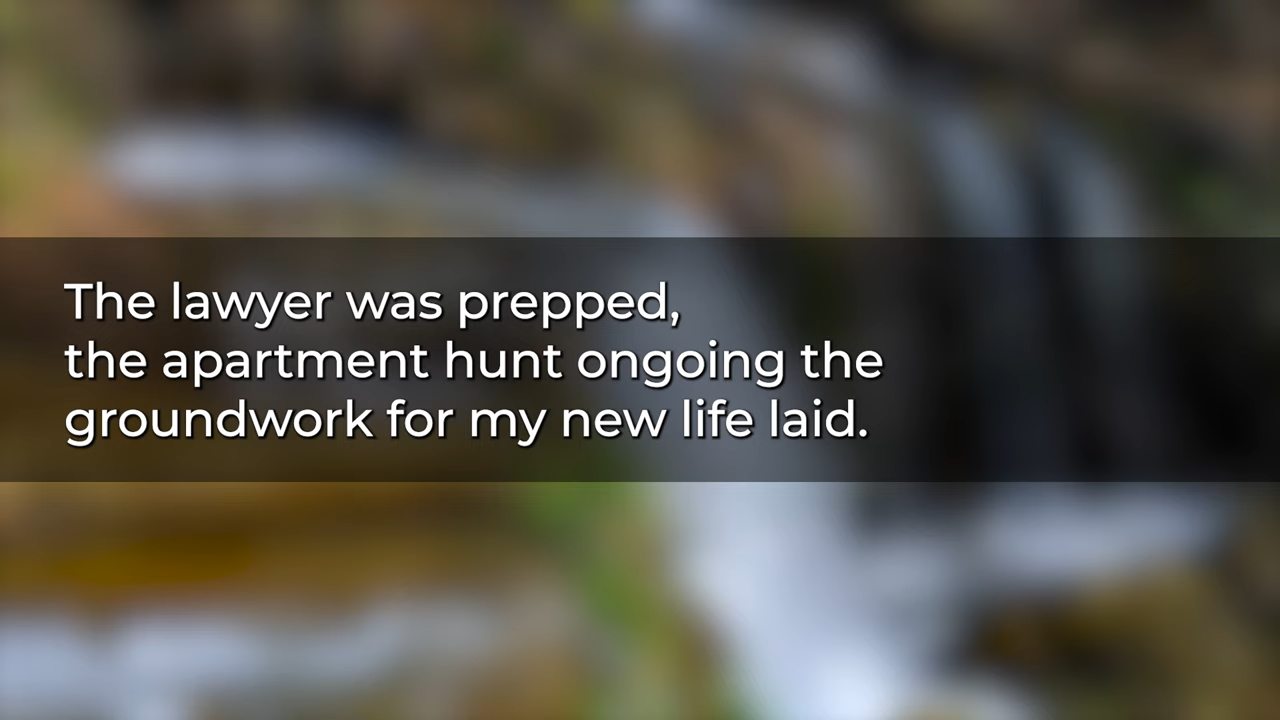 The lawyer was prepped,
the apartment hunt ongoing the
groundwork for my new life laid.